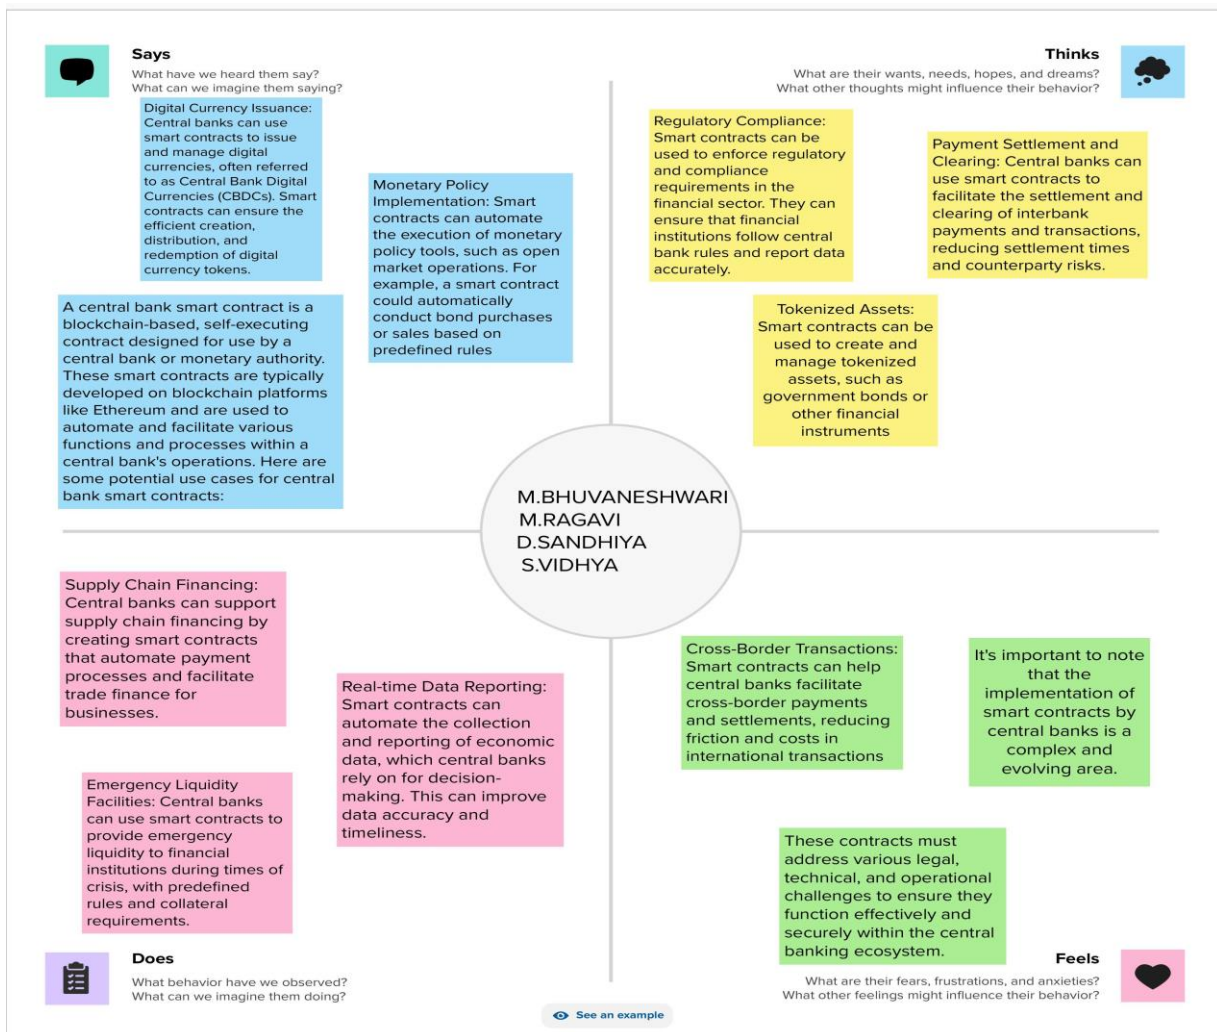 Says
What have we heard them say?
What can we imagine them saying?
Digital Currency Issuance:
Central banks can use
smart contracts to issue
and manage digital
currencies, often referred
to as Central Bank Digital
Currencies (CBDCs). Smart
contracts can ensure the
efficient creation,
distribution, and
redemption of digital
currency tokens.
Monetary Policy
Implementation: Smart
contracts can automate
the execution of monetary
policy tools, such as open
market operations. For
example, a smart contract
could automatically
conduct bond purchases
or sales based on
predefined rules
A central bank smart contract is a
blockchain-based, self-executing
contract designed for use by a
central bank or monetary authority.
These smart contracts are typically
developed on blockchain platforms
like Ethereum and are used to
automate and facilitate various
functions and processes within a
central bank's operations. Here are
some potential use cases for central
bank smart contracts:
Thinks
What are their wants, needs, hopes, and dreams?
What other thoughts might influence their behavior?
Regulatory Compliance:
Smart contracts can be
used to enforce regulatory
and compliance
requirements in the
financial sector. They can
ensure that financial
institutions follow central
bank rules and report data
accurately.
Payment Settlement and
Clearing: Central banks can
use smart contracts to
facilitate the settlement and
clearing of interbank
payments and transactions,
reducing settlement times
and counterparty risks.
Tokenized Assets:
Smart contracts can be
used to create and
manage tokenized
assets, such as
government bonds or
other financial
instruments
M.BHUVANESHWARI
M.RAGAVI
D.SANDHIYA
S.VIDHYA
Supply Chain Financing:
Central banks can support
supply chain financing by
creating smart contracts
that automate payment
processes and facilitate
trade finance for
businesses.
Real-time Data Reporting:
Smart contracts can
automate the collection
and reporting of economic
data, which central banks
rely on for decision-
making. This can improve
data accuracy and
timeliness.
Emergency Liquidity
Facilities: Central banks
can use smart contracts to
provide emergency
liquidity to financial
institutions during times of
crisis, with predefined
rules and collateral
requirements.
Does
What behavior have we observed?
What can we imagine them doing?
Cross-Border Transactions:
Smart contracts can help
central banks facilitate
cross-border payments
and settlements, reducing
friction and costs in
international transactions
It's important to note
that the
implementation of
smart contracts by
central banks is a
complex and
evolving area.
These contracts must
address various legal,
technical, and operational
challenges to ensure they
function effectively and
securely within the central
banking ecosystem.
Feels
What are their fears, frustrations, and anxieties?
What other feelings might influence their behavior?
See an example